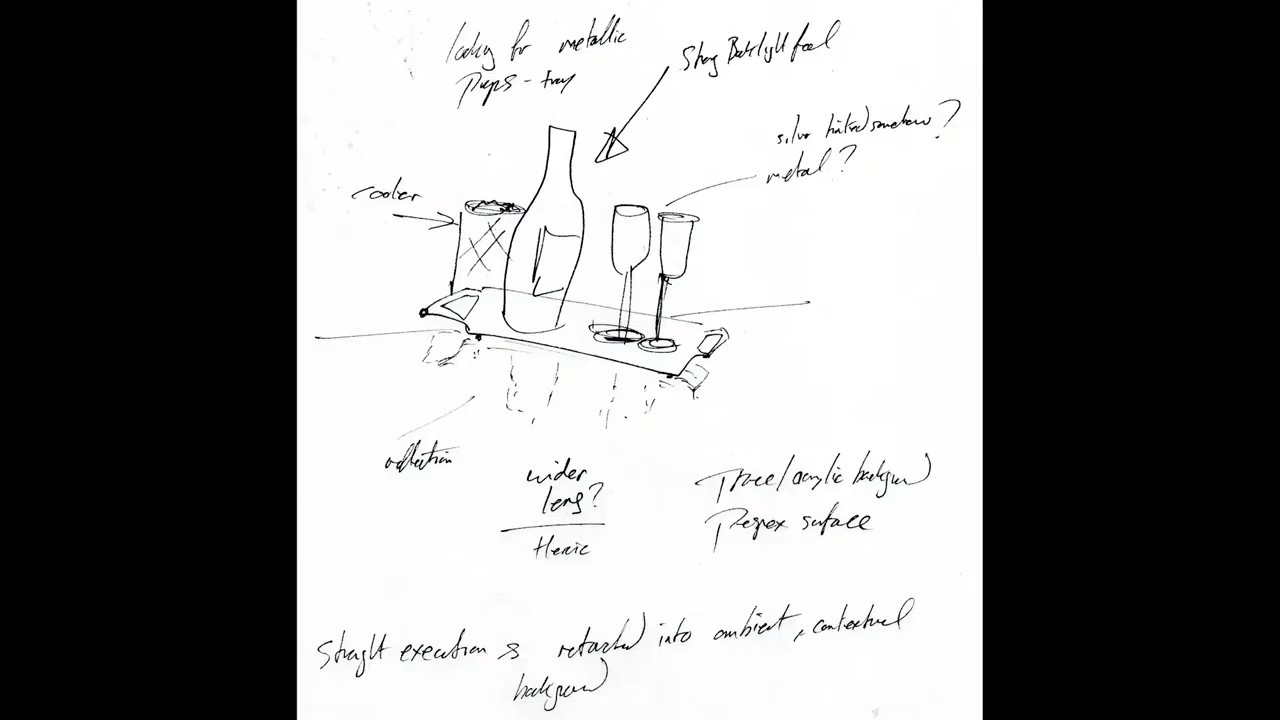 looking for metallic
props - tray
Strong Backlight feel
silver tinted somehow?
metal?
cooler
reflection
wider
lens?
Heroic
Trace/acrylic background
Perspex surface
Straight execution & retouched into ambient, contextual
background